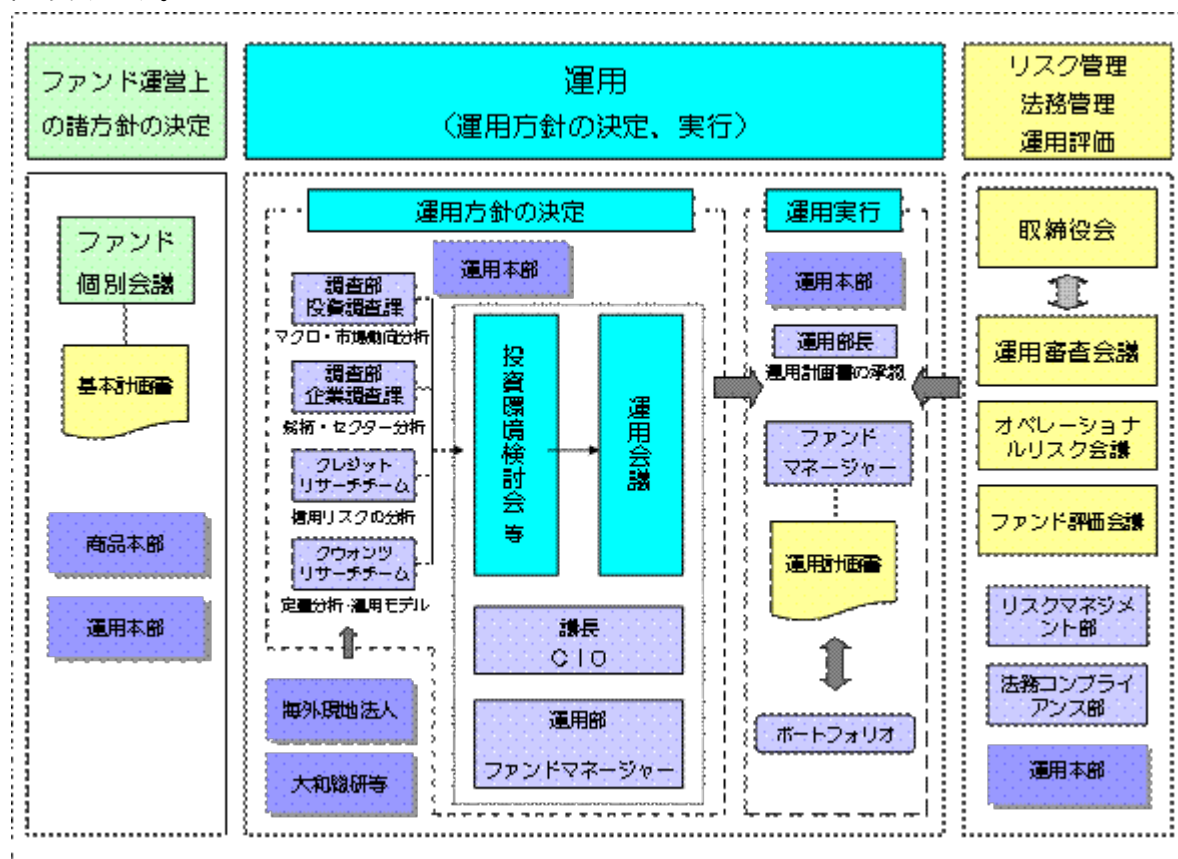 ファンド運営上
の諸方針の決定
運用
(運用方針の決定、実行)
リスク管理
法務管理
運用評価
ファンド
個別会議
基本計画書
商品本部
運用本部
運用方針の決定
運用本部
調査部
投資調査課
マクロ・市場動向分析
調査部
企業調査課
銘柄・セクター分析
クレジット
リサーチチーム
信用リスクの分析
クウォンツ
リサーチチーム
定量分析・運用モデル
海外現地法人
大和総研等
投資環境検討会 等
運用会議
議長
CIO
運用部
ファンドマネージャー
運用実行
運用本部
運用部長
運用計画書の承認
ファンド
マネージャー
運用計画書
ポートフォリオ
取締役会
運用審査会議
オペレーショナ
ルリスク会議
ファンド評価会議
リスクマネジメ
ント部
法務コンプライ
アンス部
運用本部